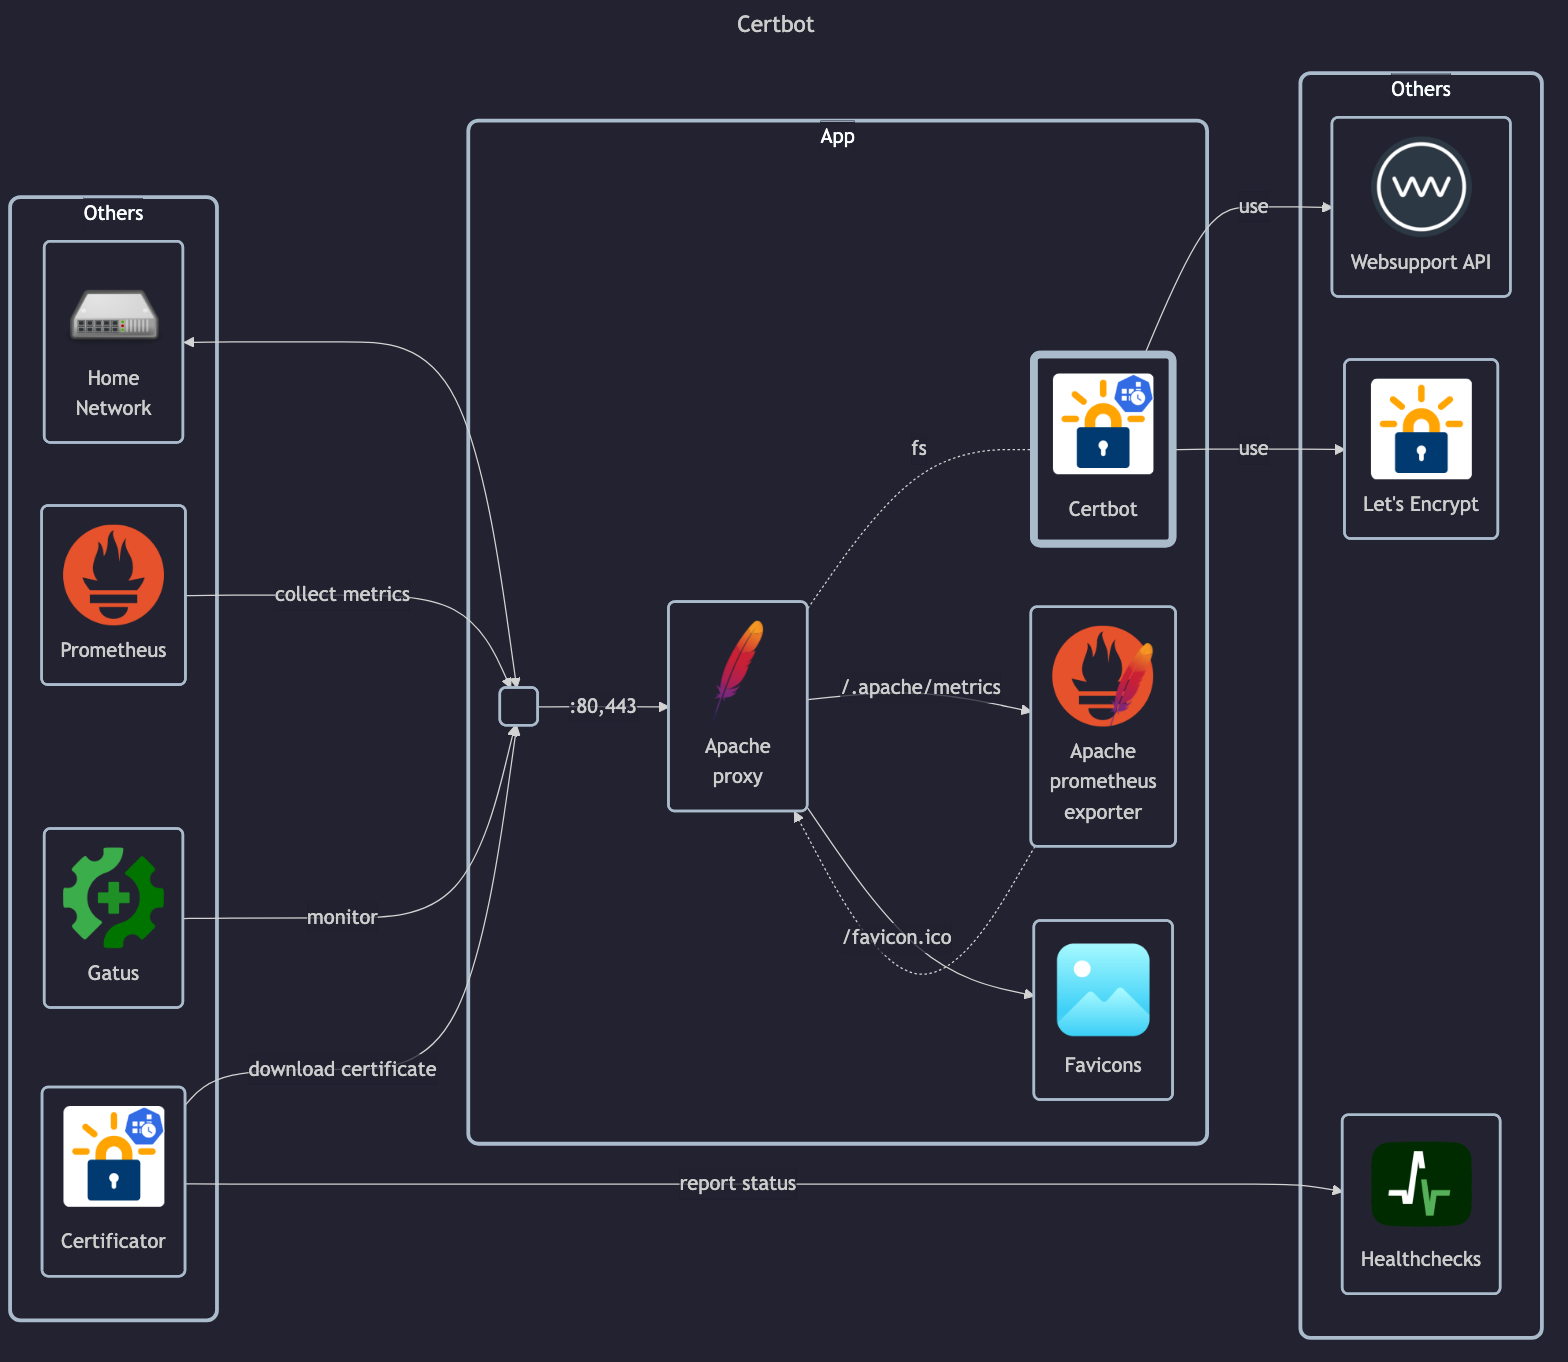 Certbot
Others
Home
Network
Prometheus
Gatus
Certificator
collect metrics
monitor
download certificate
report status
App
:80,443
Apache
proxy
fs
/.apache/metrics
/favicon.ico
Certbot
Apache
prometheus
exporter
Favicons
use
use
Others
Websupport API
Let's Encrypt
Healthchecks